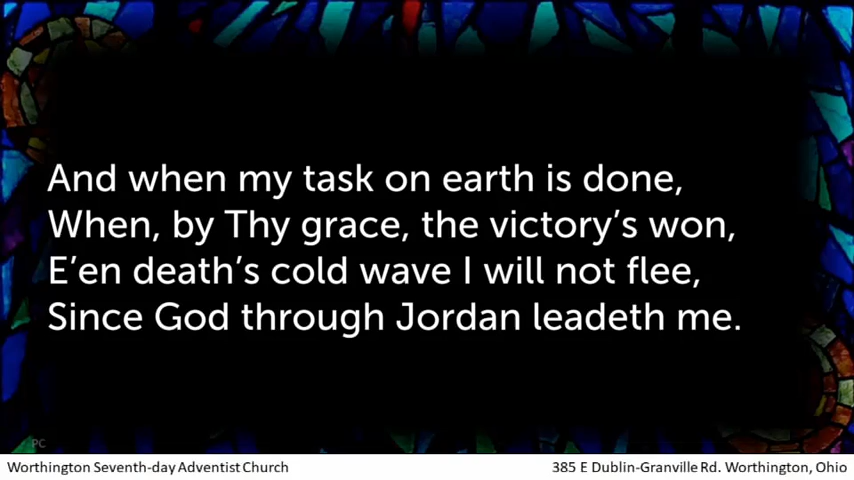 And when my task on earth is done,
When, by Thy grace, the victory’s won,
E’en death’s cold wave I will not flee,
Since God through Jordan leadeth me.
PC
Worthington Seventh-day Adventist Church
385 E Dublin-Granville Rd. Worthington, Ohio